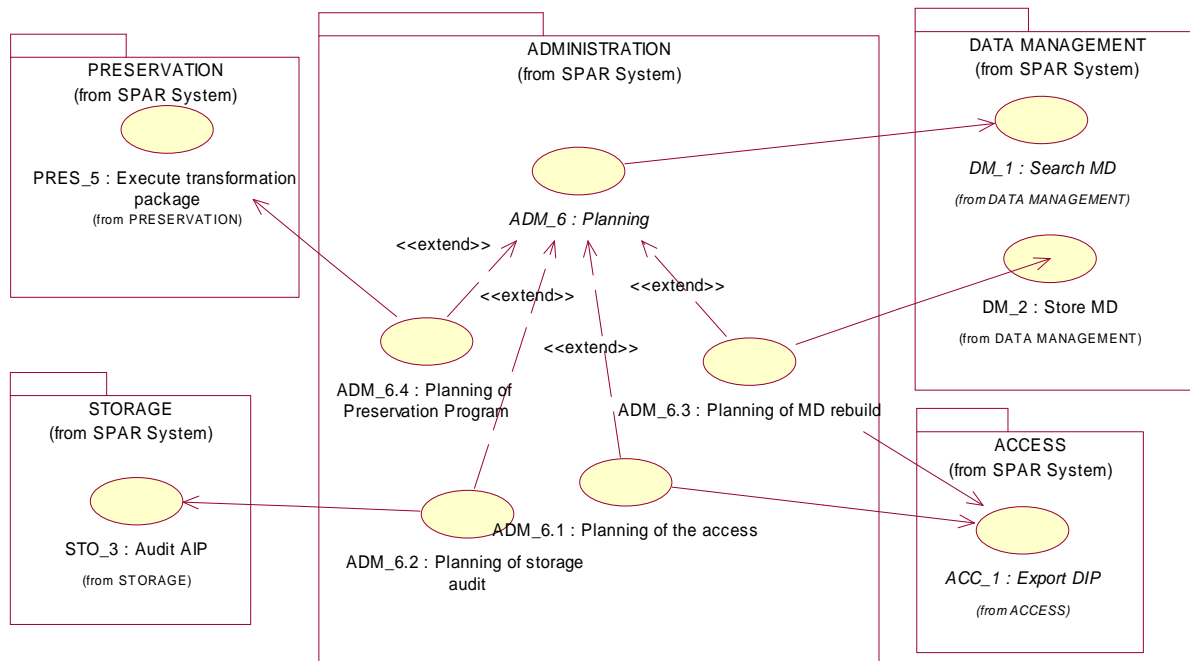 PRESERVATION
(from SPAR System)
PRES_5 : Execute transformation
package
(from PRESERVATION)
ADMINISTRATION
(from SPAR System)
ADM_6 : Planning
<<extend>>
<<extend>>
<<extend>>
<<extend>>
ADM_6.4 : Planning of
Preservation Program
ADM_6.3 : Planning of MD rebuild
ADM_6.1 : Planning of the access
ADM_6.2 : Planning of storage
audit
DATA MANAGEMENT
(from SPAR System)
DM_1 : Search MD
(from DATA MANAGEMENT)
DM_2 : Store MD
(from DATA MANAGEMENT)
STORAGE
(from SPAR System)
STO_3 : Audit AIP
(from STORAGE)
ACCESS
(from SPAR System)
ACC_1 : Export DIP
(from ACCESS)